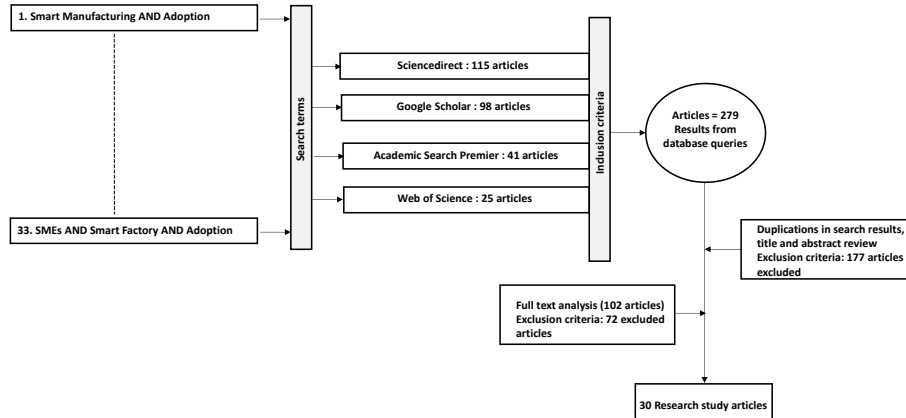 1. Smart Manufacturing AND Adoption
33. SMEs AND Smart Factory AND Adoption
Search terms
Sciencedirect : 115 articles
Google Scholar : 98 articles
Academic Search Premier : 41 articles
Web of Science : 25 articles
Inclusion criteria
Articles = 279
Results from
database queries
Duplications in search results,
title and abstract review
Exclusion criteria: 177 articles
excluded
Full text analysis (102 articles)
Exclusion criteria: 72 excluded
articles
30 Research study articles